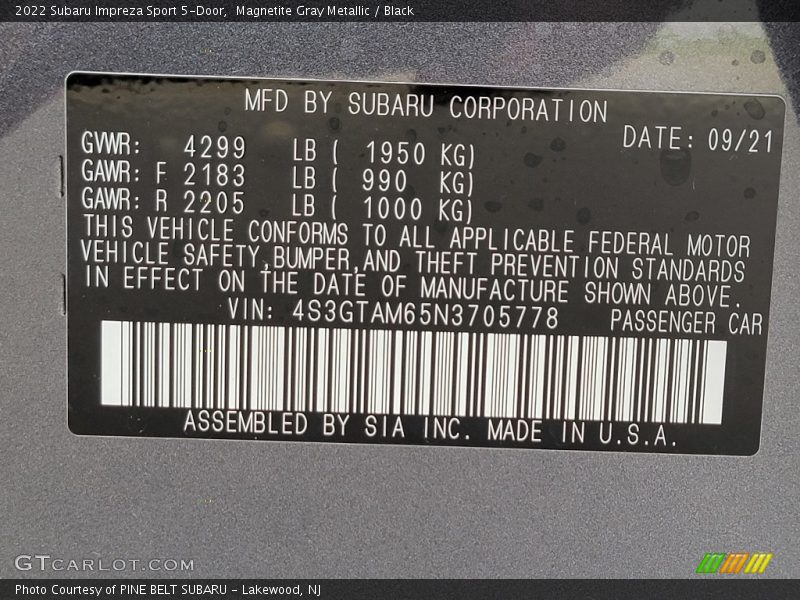 2022 Subaru Impreza Sport 5-Door,  Magnetite Gray Metallic / Black
MFD BY SUBARU CORPORATION
DATE: 09/21
GVWR: 4299 LB ( 1950 KG)
GAWR: F 2183 LB ( 990 KG)
GAWR: R 2205 LB ( 1000 KG)
THIS VEHICLE CONFORMS TO ALL APPLICABLE FEDERAL MOTOR
VEHICLE SAFETY,BUMPER,AND THEFT PREVENTION STANDARDS
IN EFFECT ON THE DATE OF MANUFACTURE SHOWN ABOVE.
VIN: 4S3GTAM65N3705778 PASSENGER CAR
ASSEMBLED BY SIA INC. MADE IN U.S.A.
GTCARLOT.COM
Photo Courtesy of PINE BELT SUBARU - Lakewood, NJ